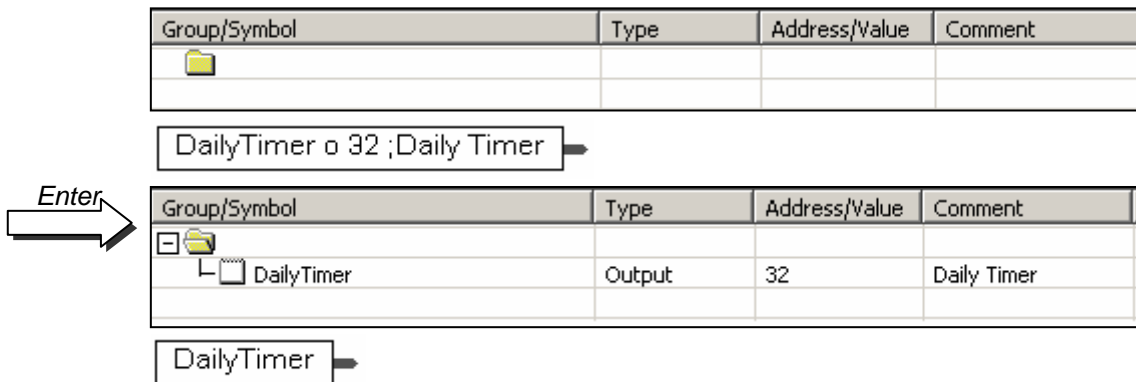 Group/Symbol Type Address/Value Comment
DailyTimer o 32 ;Daily Timer
Enter
Group/Symbol Type Address/Value Comment
DailyTimer Output 32 Daily Timer
DailyTimer